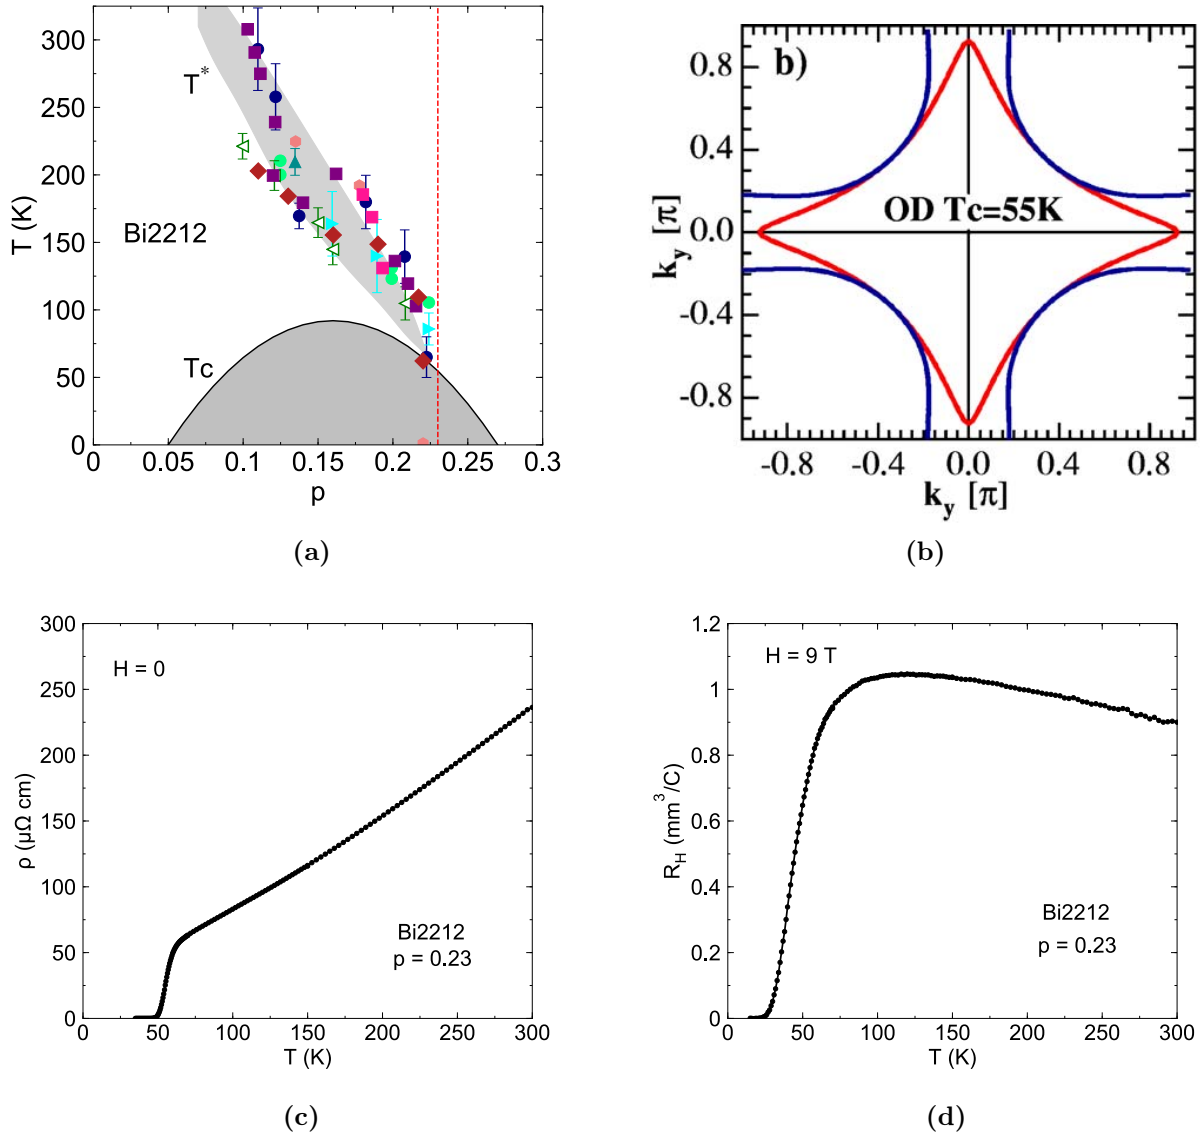 300
250
200
150
100
50
0
T (K)
T*
Bi2212
Tc
0
0.05
0.1
0.15
0.2
0.25
0.3
p
(a)
b)
0.8
0.4
0.0
-0.4
-0.8
k_y [π]
OD Tc=55K
-0.8
-0.4
0.0
0.4
0.8
k_y [π]
(b)
300
250
200
150
100
50
0
ρ (μΩ cm)
H = 0
Bi2212
p = 0.23
0
50
100
150
200
250
300
T (K)
(c)
1.2
1
0.8
0.6
0.4
0.2
0
R_H (mm³/C)
H = 9 T
Bi2212
p = 0.23
0
50
100
150
200
250
300
T (K)
(d)